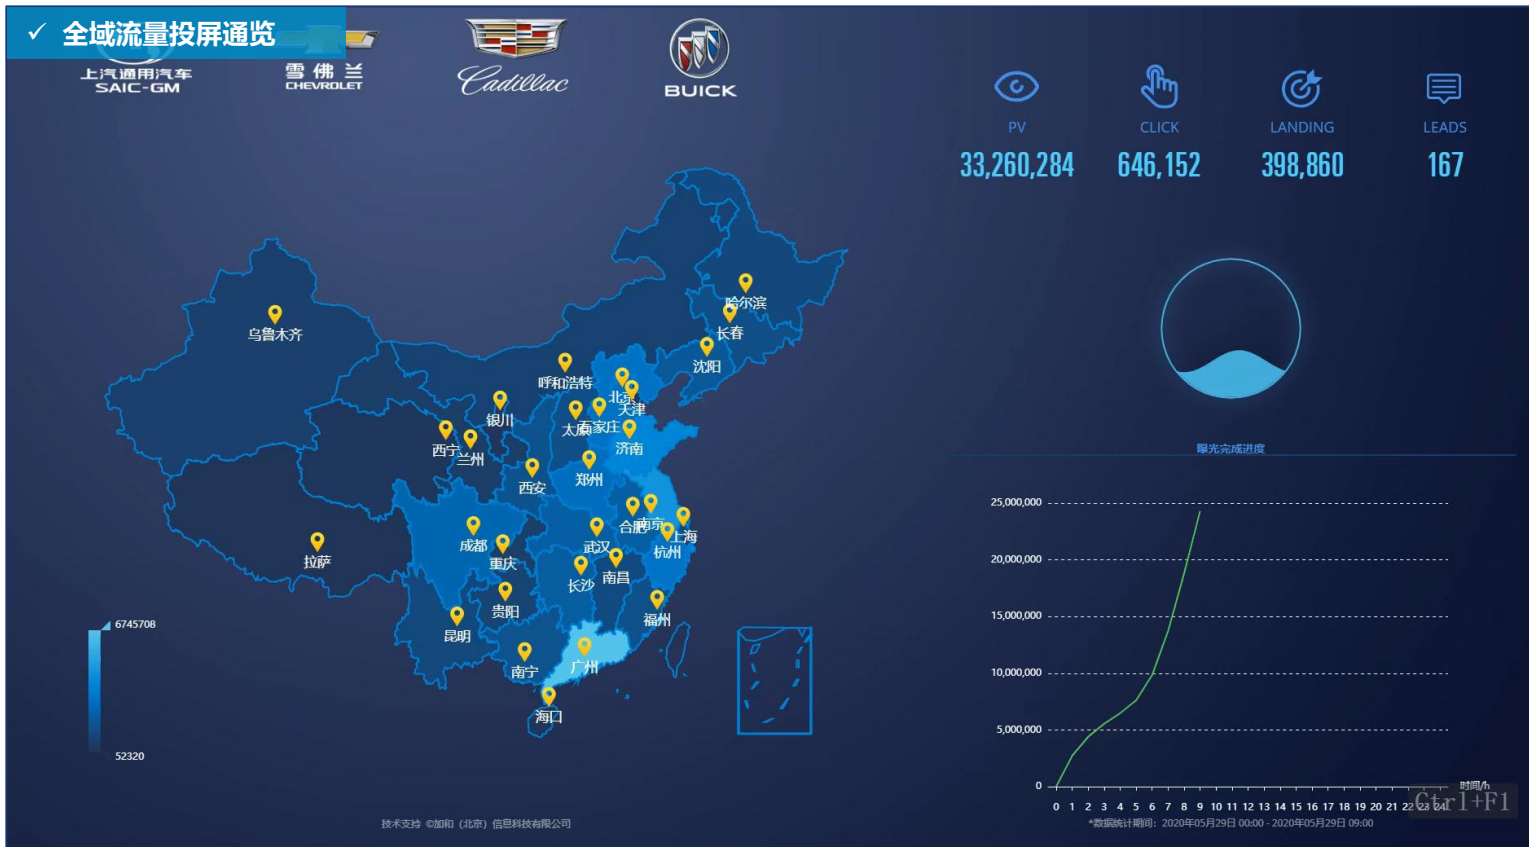 ✓ 全域流量投屏通览
上汽通用汽车
SAIC-GM
雪佛兰
CHEVROLET
Cadillac
BUICK
PV
CLICK
LANDING
LEADS
33,260,284
646,152
398,860
167
哈尔滨
长春
乌鲁木齐
沈阳
呼和浩特
北京
天津
银川
太原
石家庄
济南
西宁
兰州
西安
郑州
合肥
南京
上海
成都
武汉
杭州
拉萨
重庆
长沙
南昌
贵阳
福州
昆明
南宁
广州
海口
6745708
52320
曝光完成进度
25,000,000
20,000,000
15,000,000
10,000,000
5,000,000
0
时间/h
0 1 2 3 4 5 6 7 8 9 10 11 12 13 14 15 16 17 18 19 20 21 22 23 24
Ctrl+F1
*数据统计期间：2020年05月29日 00:00 - 2020年05月29日 09:00
技术支持 ©加和（北京）信息科技有限公司